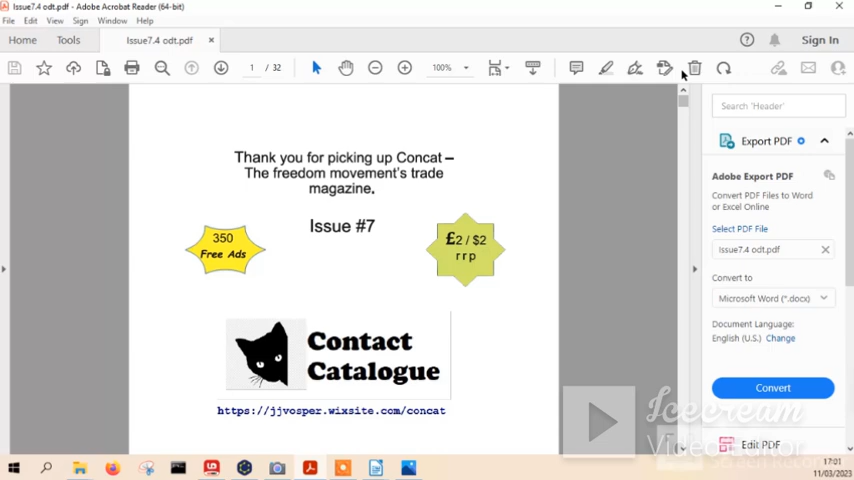 Issue7.4 odt.pdf - Adobe Acrobat Reader (64-bit)
File Edit View Sign Window Help
Home Tools Issue7.4 odt.pdf × Sign In
1 / 32 100%
Search 'Header'
Thank you for picking up Concat –
The freedom movement's trade
magazine.
Issue #7
350
Free Ads
£2 / $2
r r p
Contact
Catalogue
https://jjvosper.wixsite.com/concat
Export PDF
Adobe Export PDF
Convert PDF Files to Word
or Excel Online
Select PDF File
Issue7.4 odt.pdf
Convert to
Microsoft Word (*.docx)
Document Language:
English (U.S.) Change
Convert
Edit PDF
Icecream
Video Editor
17:01
11/03/2023